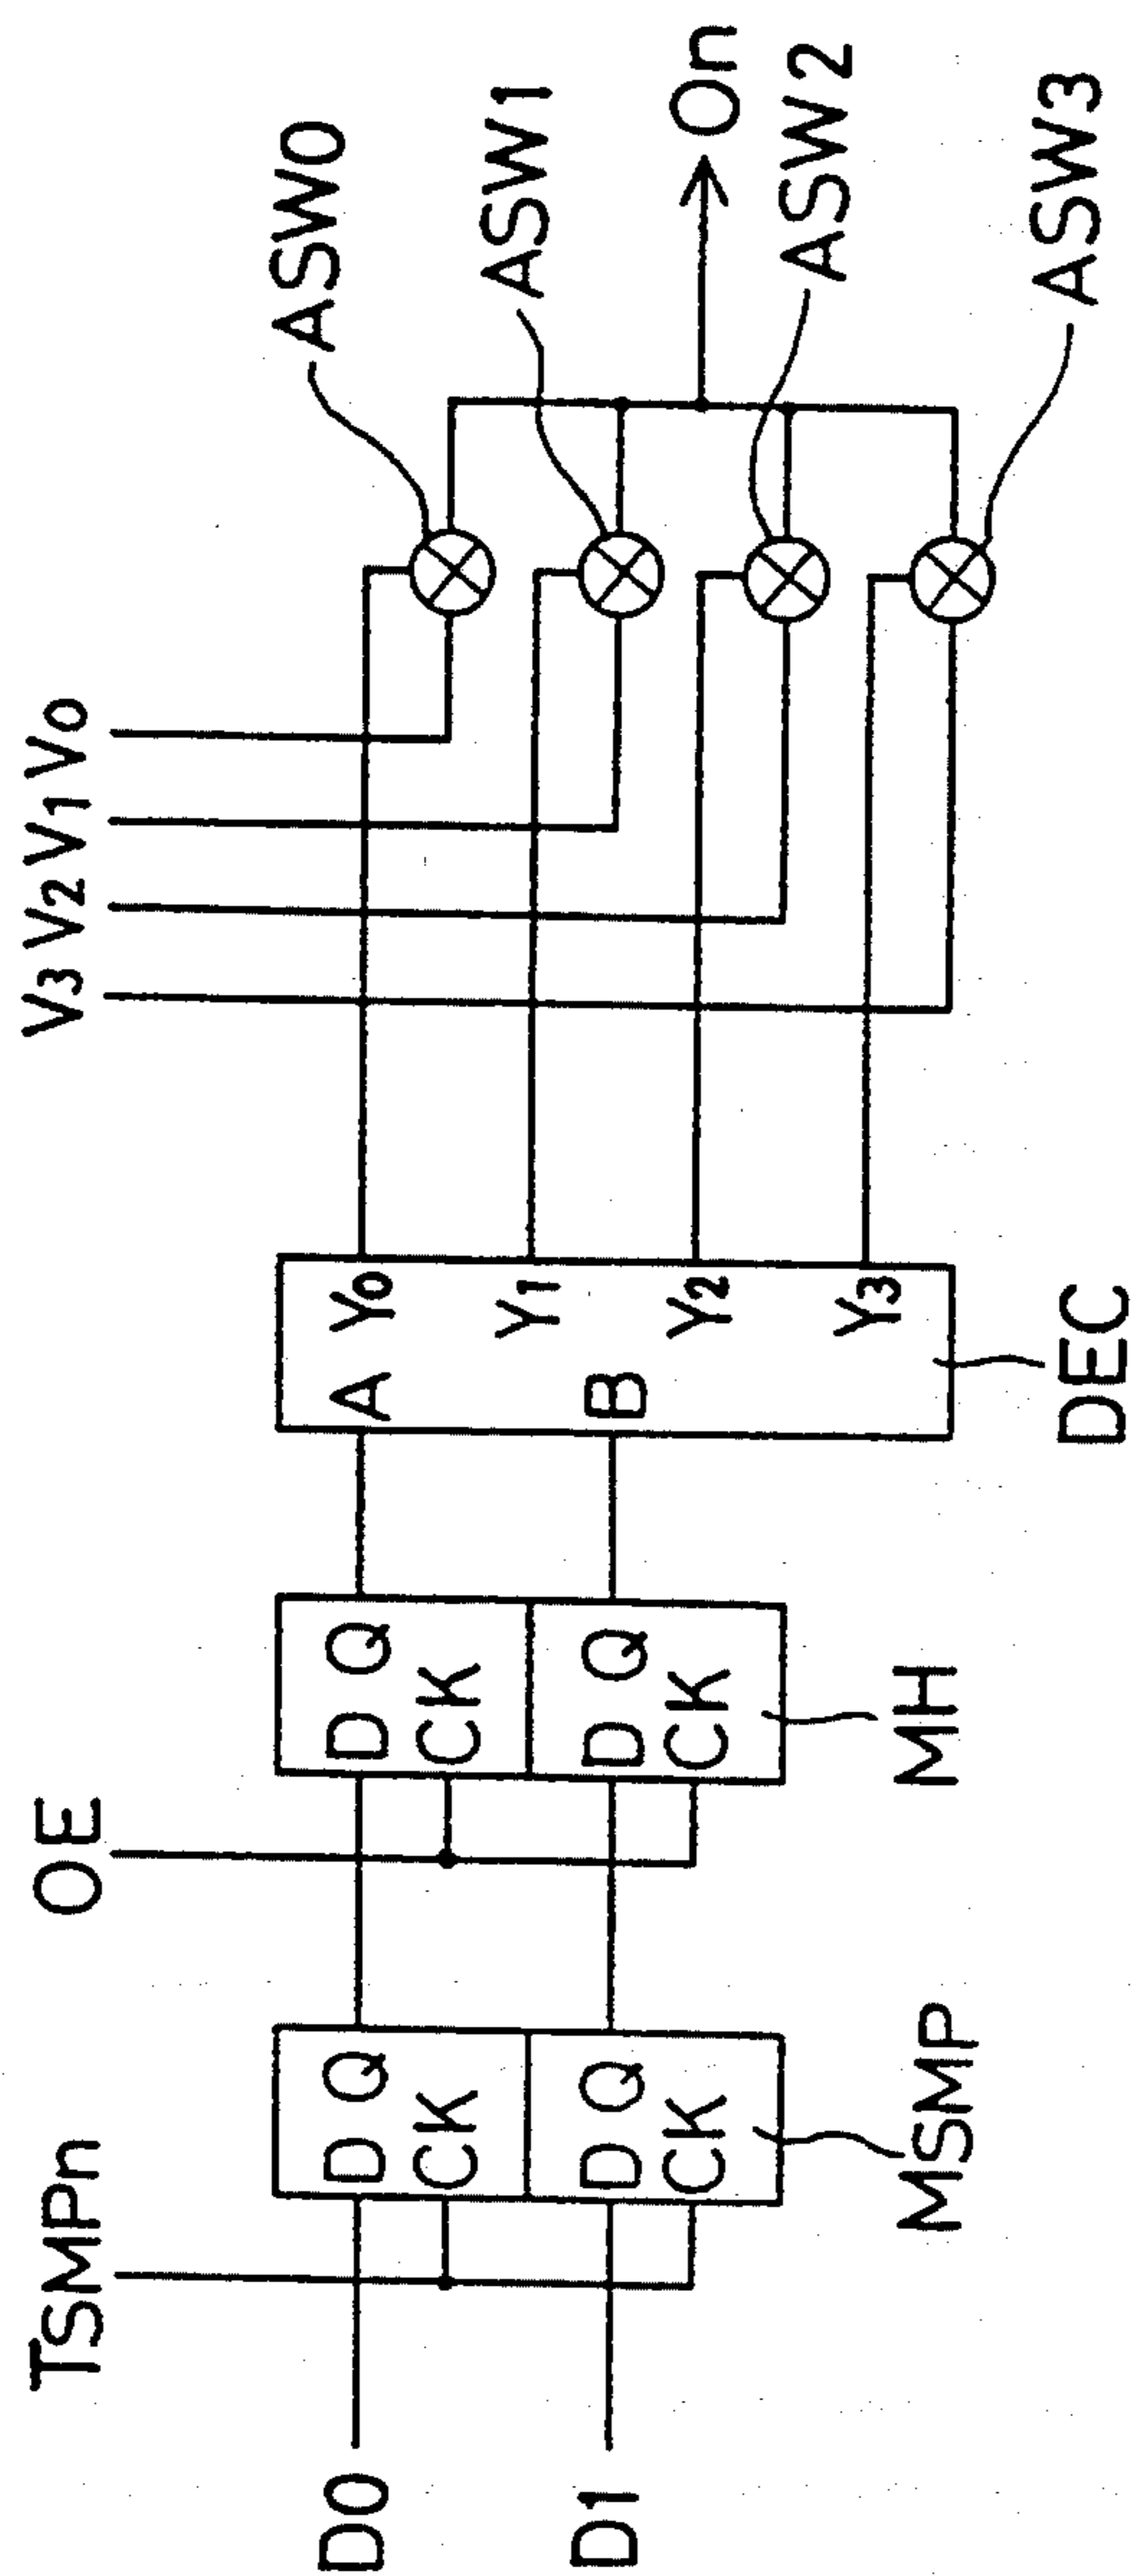 TSMPn
OE
V3 V2 V1 V0
ASW0
ASW1
On
ASW2
ASW3
D0
D1
D Q
CK
D Q
CK
MSMP
D Q
CK
D Q
CK
MH
A Y0
Y1
B Y2
Y3
DEC